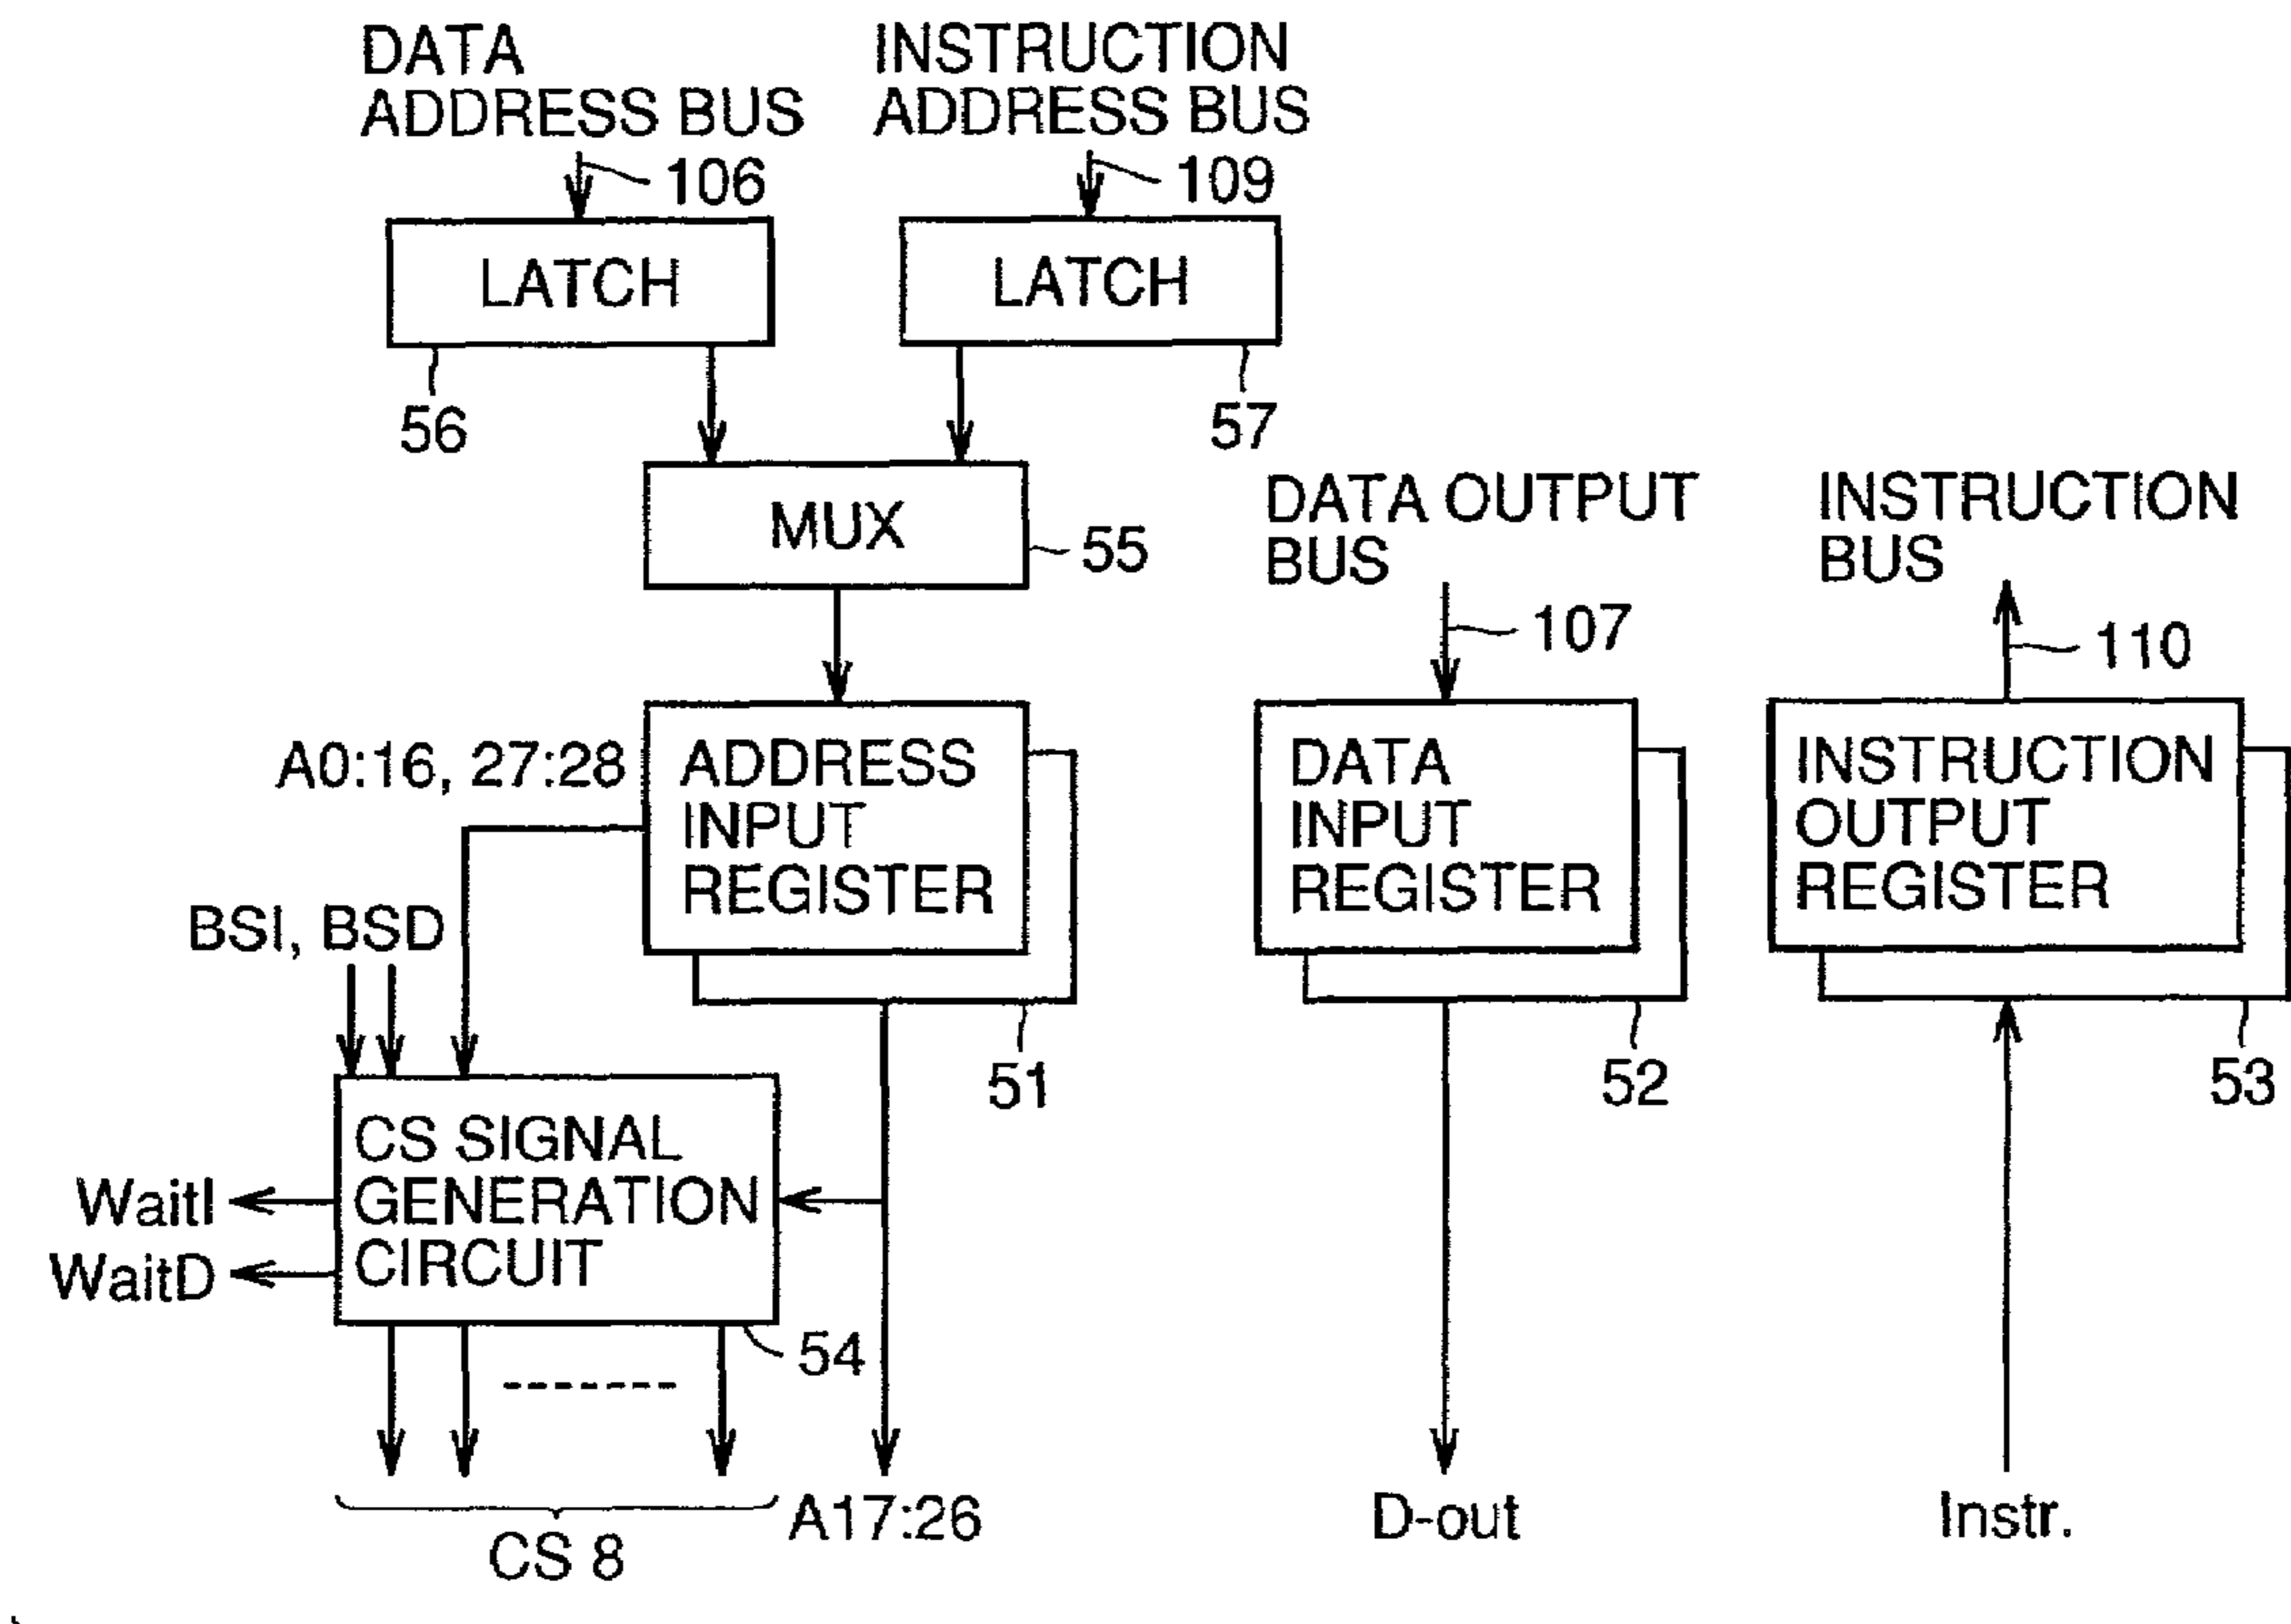 DATA
ADDRESS BUS
INSTRUCTION
ADDRESS BUS
106
109
LATCH
LATCH
56
57
MUX
55
DATA OUTPUT
BUS
INSTRUCTION
BUS
107
110
A0:16, 27:28
ADDRESS
INPUT
REGISTER
DATA
INPUT
REGISTER
INSTRUCTION
OUTPUT
REGISTER
BSI, BSD
51
52
53
CS SIGNAL
GENERATION
CIRCUIT
WaitI
WaitD
54
A17:26
D-out
Instr.
CS 8